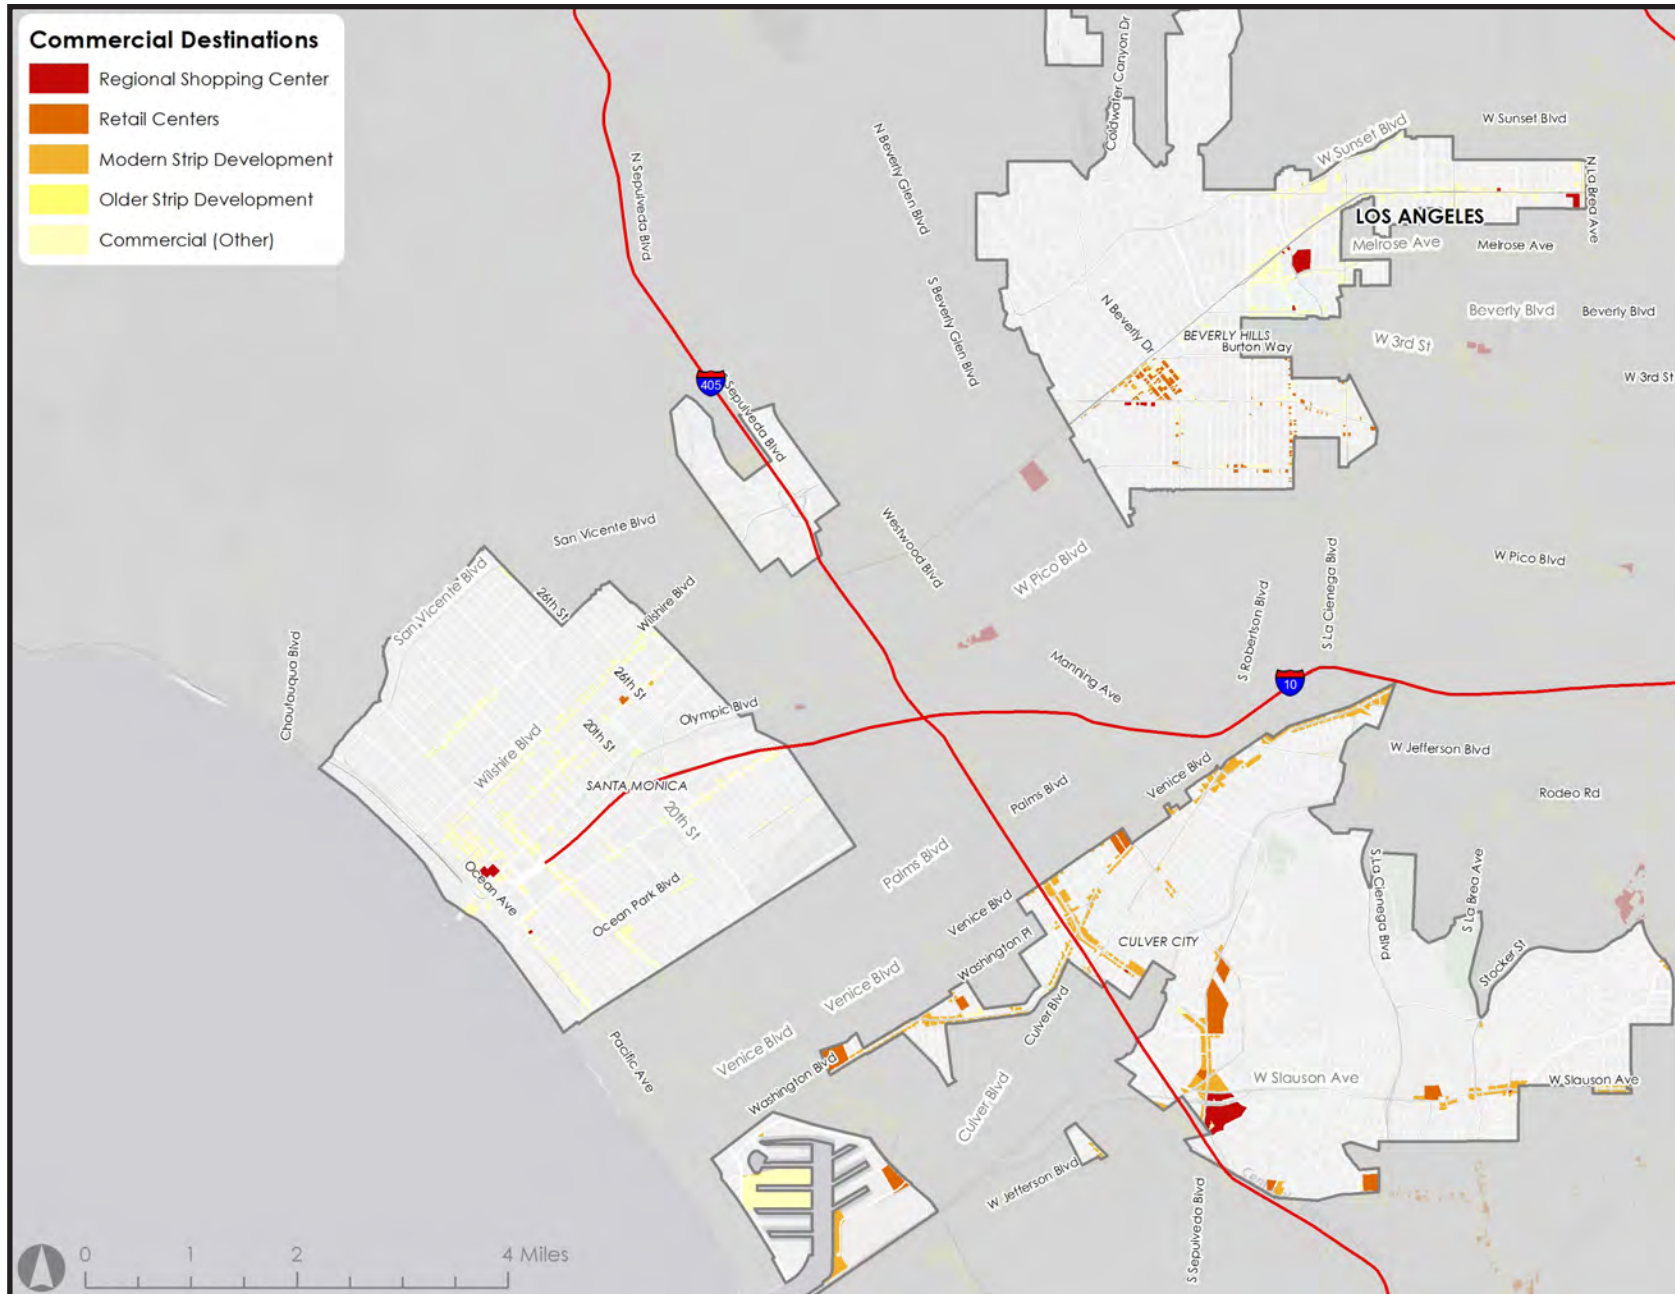 Commercial Destinations
Regional Shopping Center
Retail Centers
Modern Strip Development
Older Strip Development
Commercial (Other)
Coldwater Canyon Dr
N Beverly Glen Blvd
W Sunset Blvd
W Sunset Blvd
N La Brea Ave
N Sepulveda Blvd
LOS ANGELES
Melrose Ave
Melrose Ave
S Beverly Glen Blvd
N Beverly Dr
Beverly Blvd
Beverly Blvd
BEVERLY HILLS
Burton Way
W 3rd St
W 3rd St
405
Sepulveda Blvd
San Vicente Blvd
Westwood Blvd
W Pico Blvd
W Pico Blvd
S La Cienega Blvd
S Robertson Blvd
San Vicente Blvd
26th St
Wilshire Blvd
Choutauqua Blvd
26th St
Manning Ave
10
Olympic Blvd
20th St
Wilshire Blvd
SANTA MONICA
20th St
Palms Blvd
Venice Blvd
W Jefferson Blvd
Rodeo Rd
Palms Blvd
Ocean Ave
Ocean Park Blvd
Venice Blvd
S La Cienega Blvd
S La Brea Ave
Washington Pl
CULVER CITY
Stocker St
Venice Blvd
Culver Blvd
Venice Blvd
Pacific Ave
Washington Blvd
W Slauson Ave
W Slauson Ave
Culver Blvd
W Jefferson Blvd
S Sepulveda Blvd
0 1 2 4 Miles